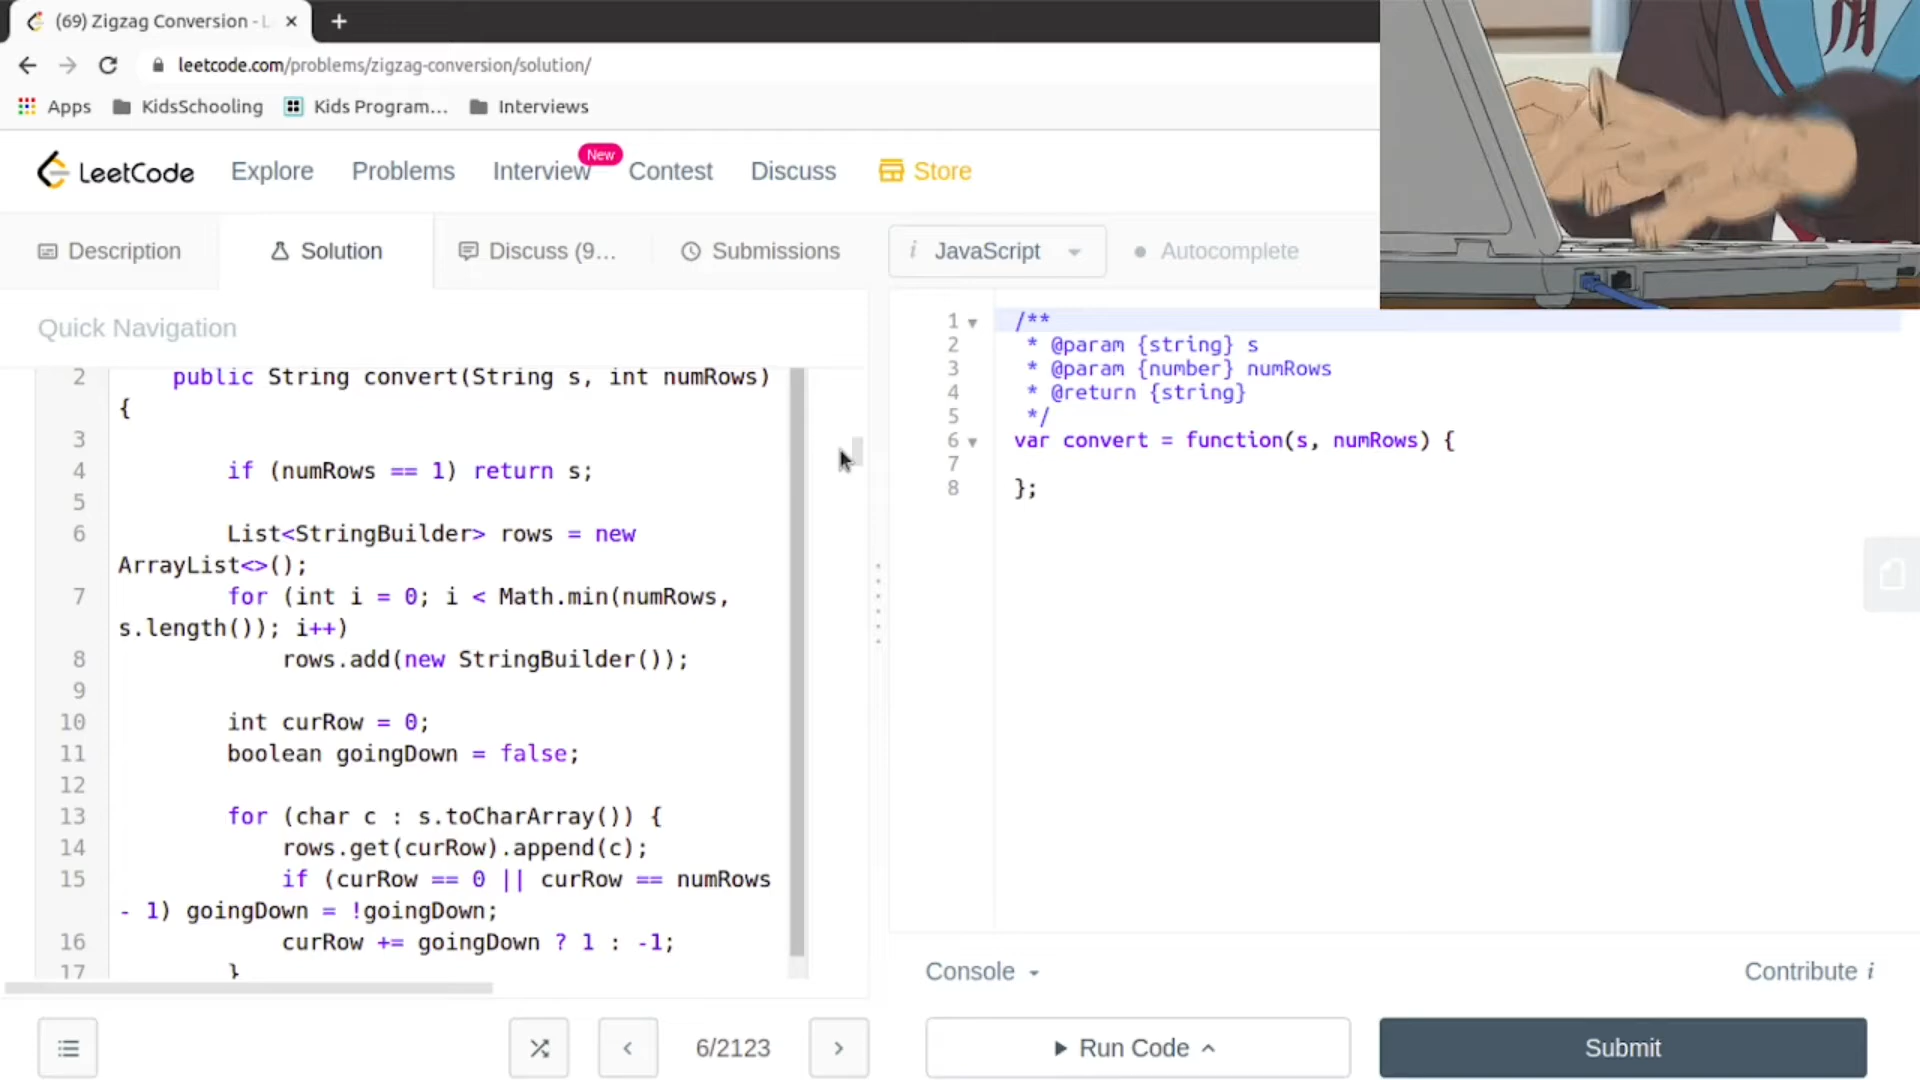 (69) Zigzag Conversion - L
leetcode.com/problems/zigzag-conversion/solution/
Apps KidsSchooling Kids Program... Interviews
LeetCode Explore Problems Interview New Contest Discuss Store
Description Solution Discuss (9... Submissions
i JavaScript Autocomplete
Quick Navigation
2 public String convert(String s, int numRows)
{
3
4 if (numRows == 1) return s;
5
6 List<StringBuilder> rows = new
ArrayList<>();
7 for (int i = 0; i < Math.min(numRows,
s.length()); i++)
8 rows.add(new StringBuilder());
9
10 int curRow = 0;
11 boolean goingDown = false;
12
13 for (char c : s.toCharArray()) {
14 rows.get(curRow).append(c);
15 if (curRow == 0 || curRow == numRows
- 1) goingDown = !goingDown;
16 curRow += goingDown ? 1 : -1;
17 }
1 /**
2 * @param {string} s
3 * @param {number} numRows
4 * @return {string}
5 */
6 var convert = function(s, numRows) {
7
8 };
Console Contribute i
6/2123
Run Code Submit